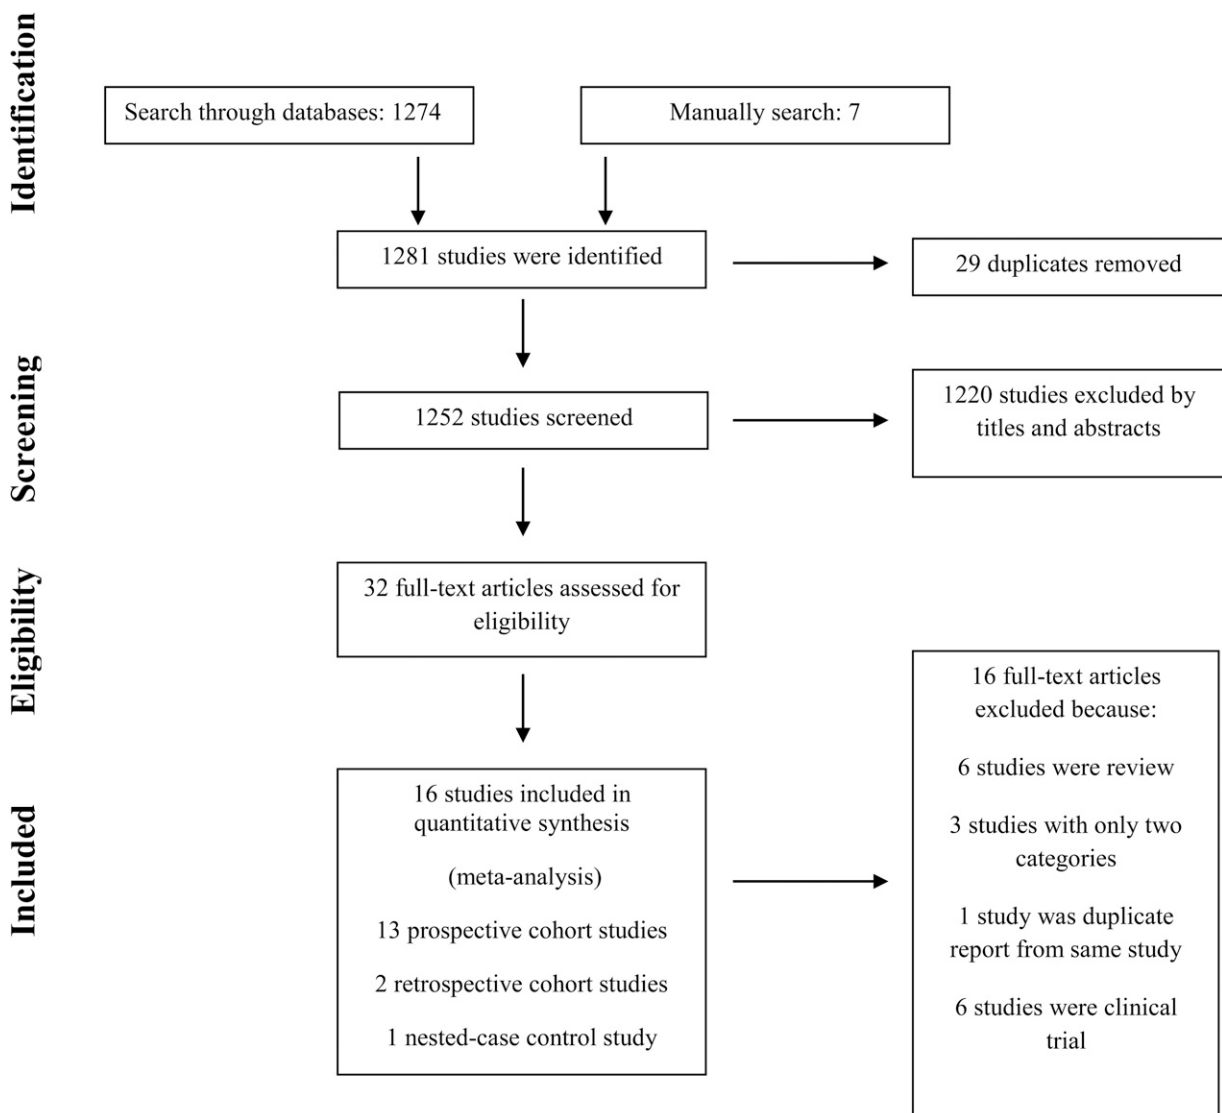 Identification
Search through databases: 1274
Manually search: 7
1281 studies were identified
29 duplicates removed
Screening
1252 studies screened
1220 studies excluded by
titles and abstracts
Eligibility
32 full-text articles assessed for
eligibility
16 full-text articles
excluded because:
6 studies were review
3 studies with only two
categories
1 study was duplicate
report from same study
6 studies were clinical
trial
Included
16 studies included in
quantitative synthesis
(meta-analysis)
13 prospective cohort studies
2 retrospective cohort studies
1 nested-case control study